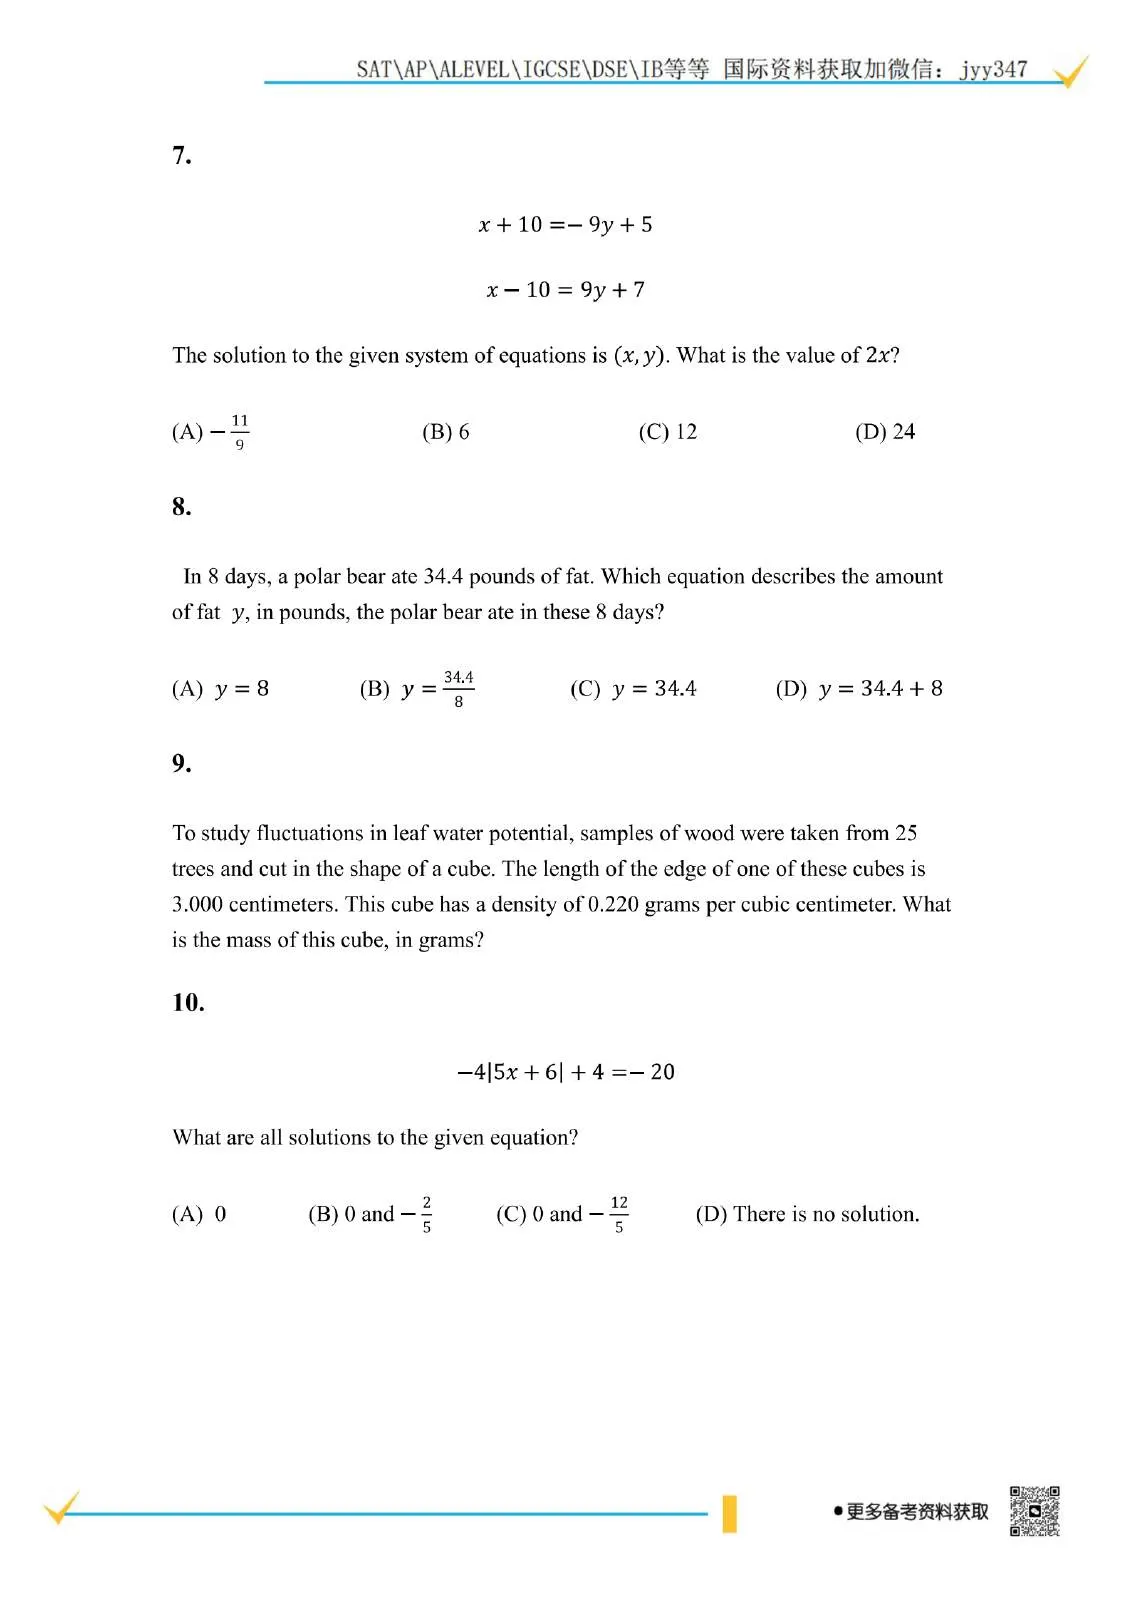 SAT\AP\ALEVEL\IGCSE\DSE\IB等等 国际资料获取加微信：jyy347
7.
x + 10 =− 9y + 5
x − 10 = 9y + 7
The solution to the given system of equations is (x, y). What is the value of 2x?
(A) − 11/9 (B) 6 (C) 12 (D) 24
8.
In 8 days, a polar bear ate 34.4 pounds of fat. Which equation describes the amount
of fat y, in pounds, the polar bear ate in these 8 days?
(A) y = 8 (B) y = 34.4/8 (C) y = 34.4 (D) y = 34.4 + 8
9.
To study fluctuations in leaf water potential, samples of wood were taken from 25
trees and cut in the shape of a cube. The length of the edge of one of these cubes is
3.000 centimeters. This cube has a density of 0.220 grams per cubic centimeter. What
is the mass of this cube, in grams?
10.
−4|5x + 6| + 4 =− 20
What are all solutions to the given equation?
(A) 0 (B) 0 and − 2/5 (C) 0 and − 12/5 (D) There is no solution.
●更多备考资料获取